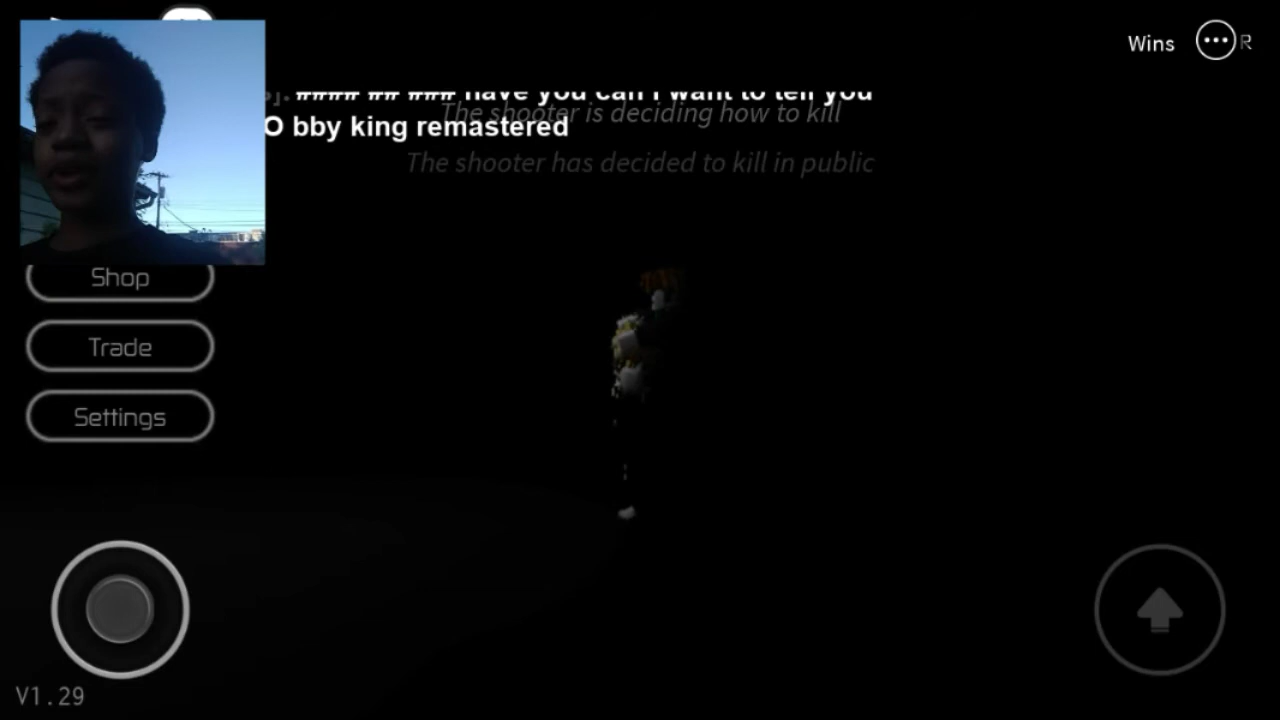 Wins
R
#### ## ### have you can I want to tell you
The shooter is deciding how to kill
O bby king remastered
The shooter has decided to kill in public
Shop
Trade
Settings
V1.29